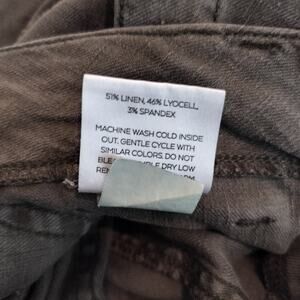 51% LINEN, 46% LYOCELL,
3% SPANDEX
MACHINE WASH COLD INSIDE
OUT. GENTLE CYCLE WITH
SIMILAR COLORS. DO NOT
DRY LOW